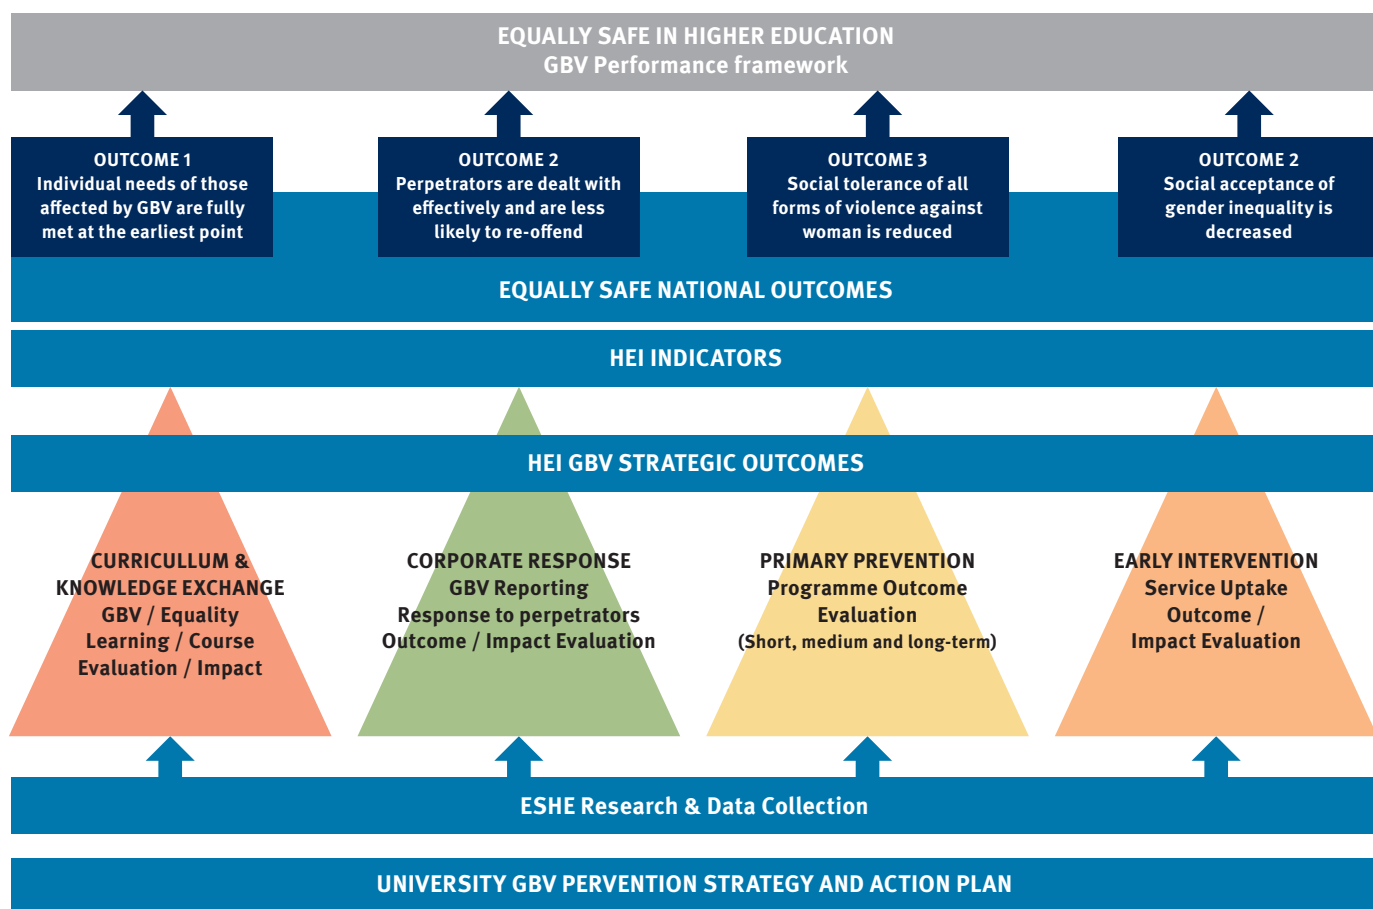 EQUALLY SAFE IN HIGHER EDUCATION
GBV Performance framework
OUTCOME 1
Individual needs of those
affected by GBV are fully
met at the earliest point
OUTCOME 2
Perpetrators are dealt with
effectively and are less
likely to re-offend
OUTCOME 3
Social tolerance of all
forms of violence against
woman is reduced
OUTCOME 2
Social acceptance of
gender inequality is
decreased
EQUALLY SAFE NATIONAL OUTCOMES
HEI INDICATORS
HEI GBV STRATEGIC OUTCOMES
CURRICULLUM &
KNOWLEDGE EXCHANGE
GBV / Equality
Learning / Course
Evaluation / Impact
CORPORATE RESPONSE
GBV Reporting
Response to perpetrators
Outcome / Impact Evaluation
PRIMARY PREVENTION
Programme Outcome
Evaluation
(Short, medium and long-term)
EARLY INTERVENTION
Service Uptake
Outcome /
Impact Evaluation
ESHE Research & Data Collection
UNIVERSITY GBV PERVENTION STRATEGY AND ACTION PLAN